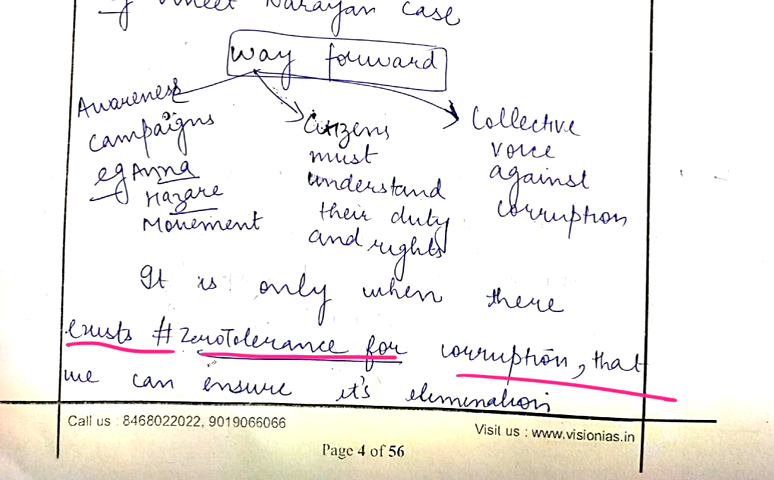 of Vineet Narayan Case
way forward
Awareness
campaigns
eg Anna
Hazare
Movement
Citizens
must
understand
their duty
and rights
Collective
voice
against
corruption
It is only when there
exists #ZeroTolerance for corruption, that
we can ensure it's elimination
Call us : 8468022022, 9019066066
Visit us : www.visionias.in
Page 4 of 56